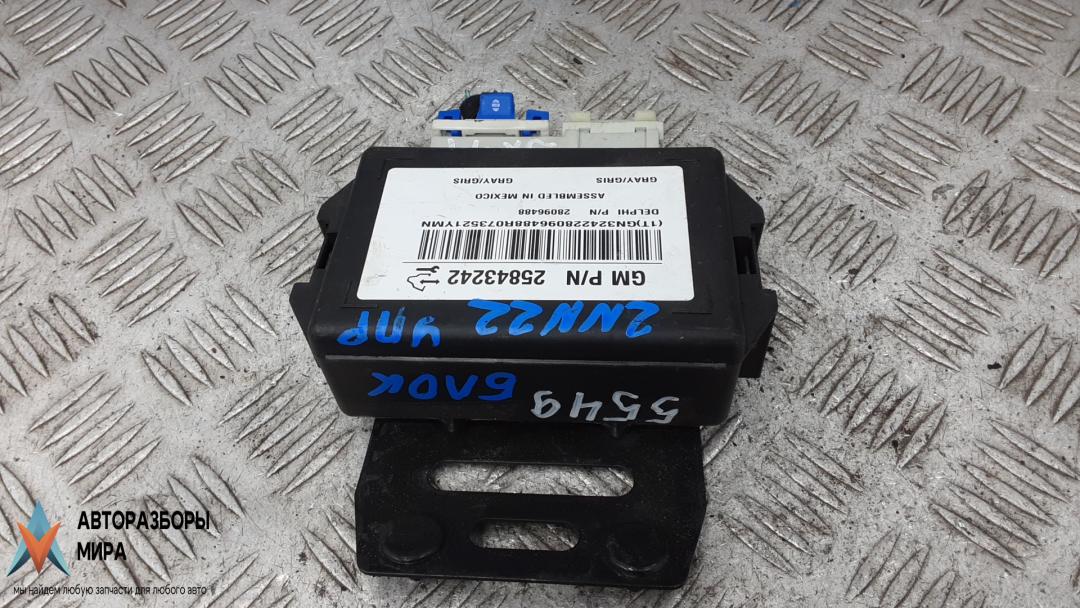 GM P/N 25843242
(1T)GN3242228096488R073521YMN
DELPHI P/N 28096488
ASSEMBLED IN MEXICO
GRAY/GRIS GRAY/GRIS
2NN22
УПР
БЛОК
5549
АВТОРАЗБОРЫ
МИРА
мы найдем любую запчасти для любого авто